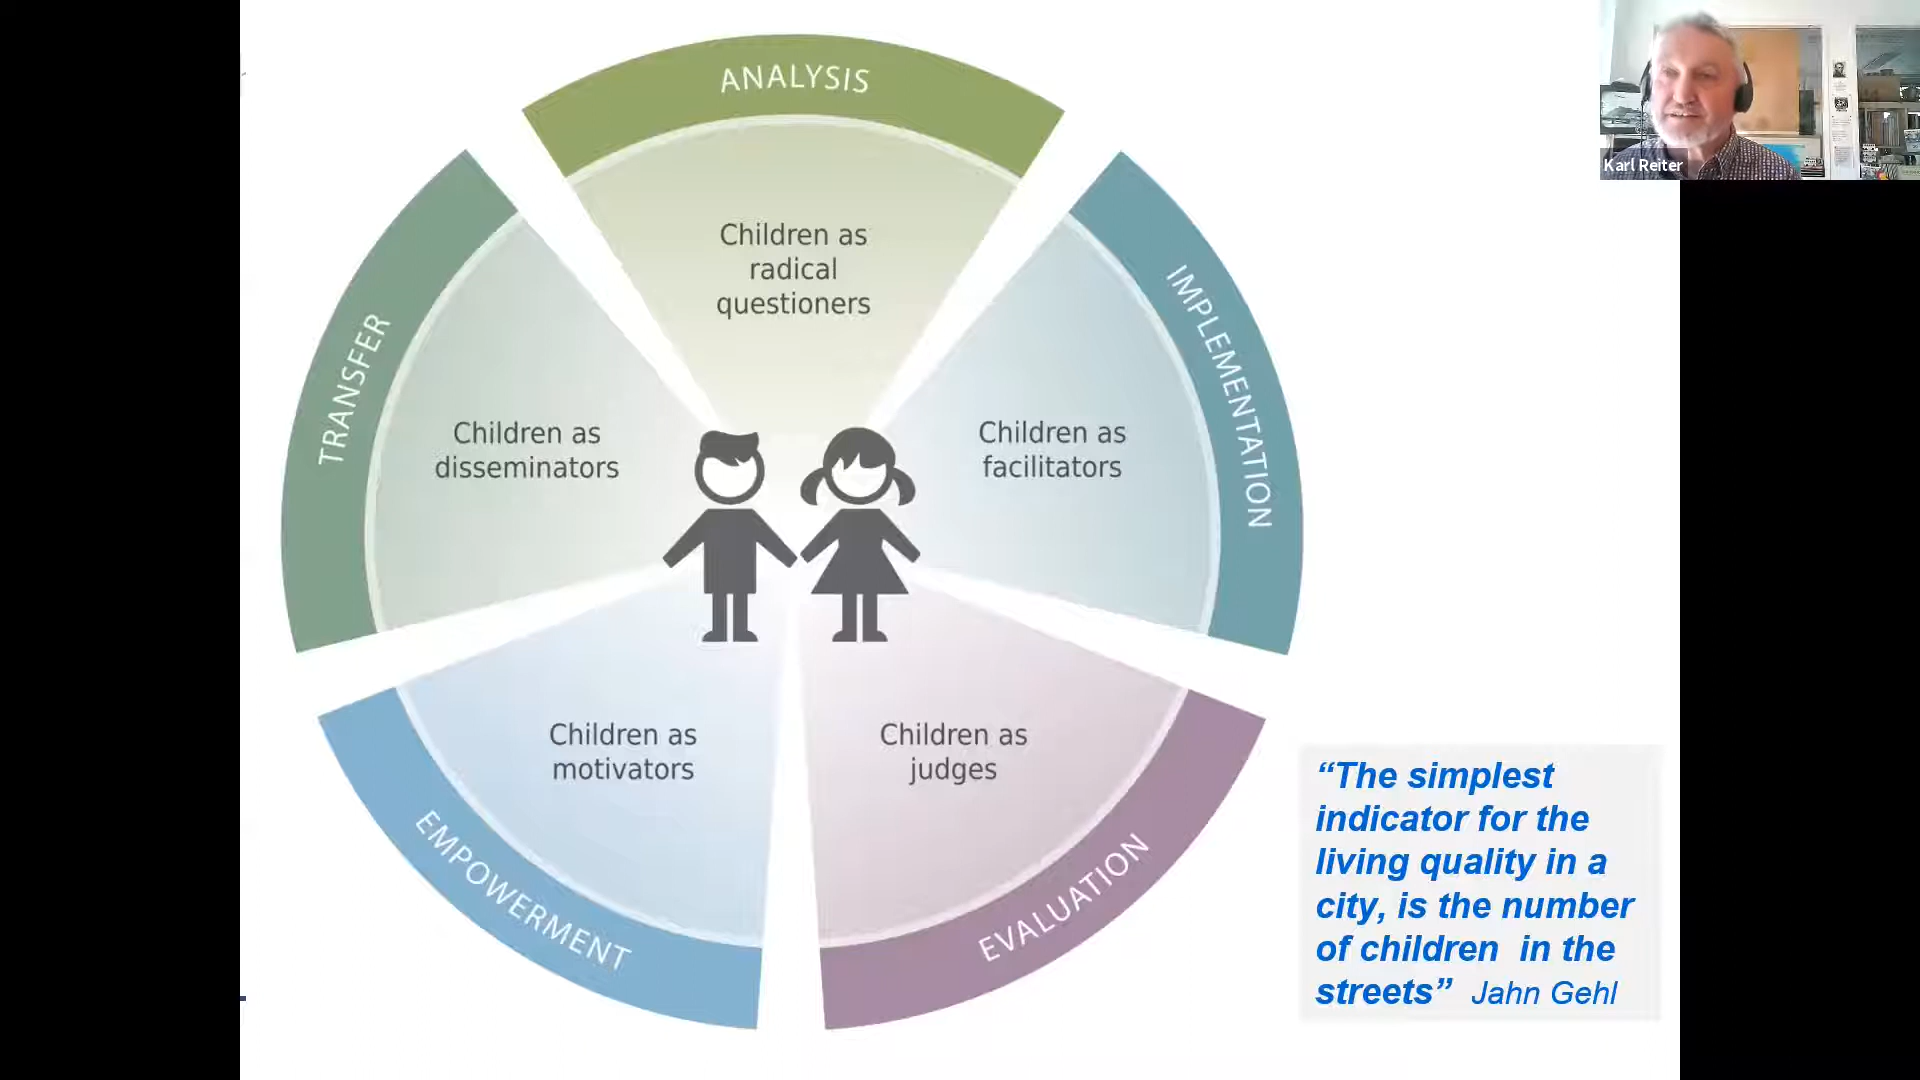 ANALYSIS
Children as
radical
questioners
IMPLEMENTATION
Children as
facilitators
EVALUATION
Children as
judges
EMPOWERMENT
Children as
motivators
TRANSFER
Children as
disseminators
“The simplest
indicator for the
living quality in a
city, is the number
of children in the
streets” Jahn Gehl
Karl Reiter